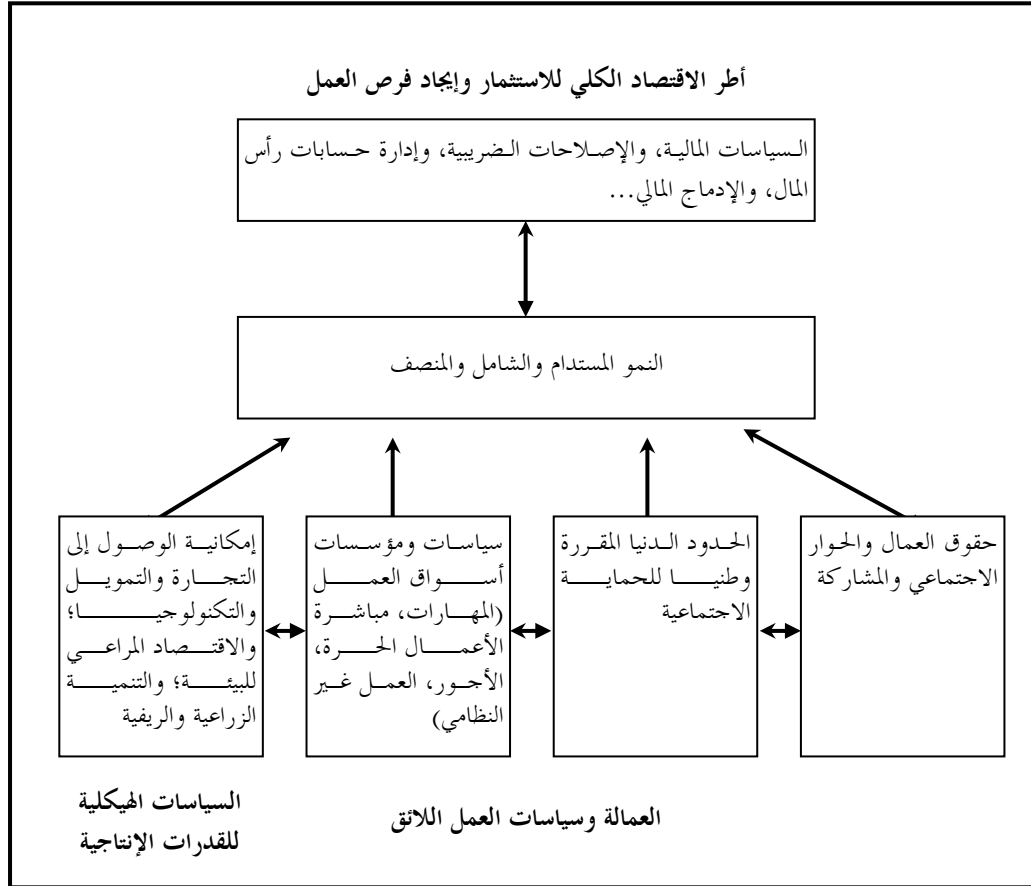 أطر الاقتصاد الكلي للاستثمار وإيجاد فرص العمل
السياسات المالية، والإصلاحات الضريبية، وإدارة حسابات رأس
المال، والإدماج المالي...
النمو المستدام والشامل والمنصف
حقوق العمال والحوار
الاجتماعي والمشاركة
الحدود الدنيا المقررة
وطنيا للحماية
الاجتماعية
سياسات ومؤسسات
أسواق العمل
(المهارات، مباشرة
الأعمال الحرة،
الأجور، العمل غير
النظامي)
إمكانية الوصول إلى
التجارة والتمويل
والتكنولوجيا؛
والاقتصاد المراعي
للبيئة؛ والتنمية
الزراعية والريفية
العمالة وسياسات العمل اللائق
السياسات الهيكلية
للقدرات الإنتاجية